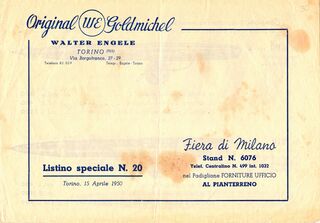 Original WE Goldmichel
WALTER ENGELE
TORINO
Via Borgofranco, 27 - 29
Listino speciale N. 20
Torino, 15 Aprile 1950
Fiera di Milano
Stand N. 6076
Telef. Centralino N. 499 int. 1032
nel Padiglione FORNITURE UFFICIO
AL PIANTERRENO